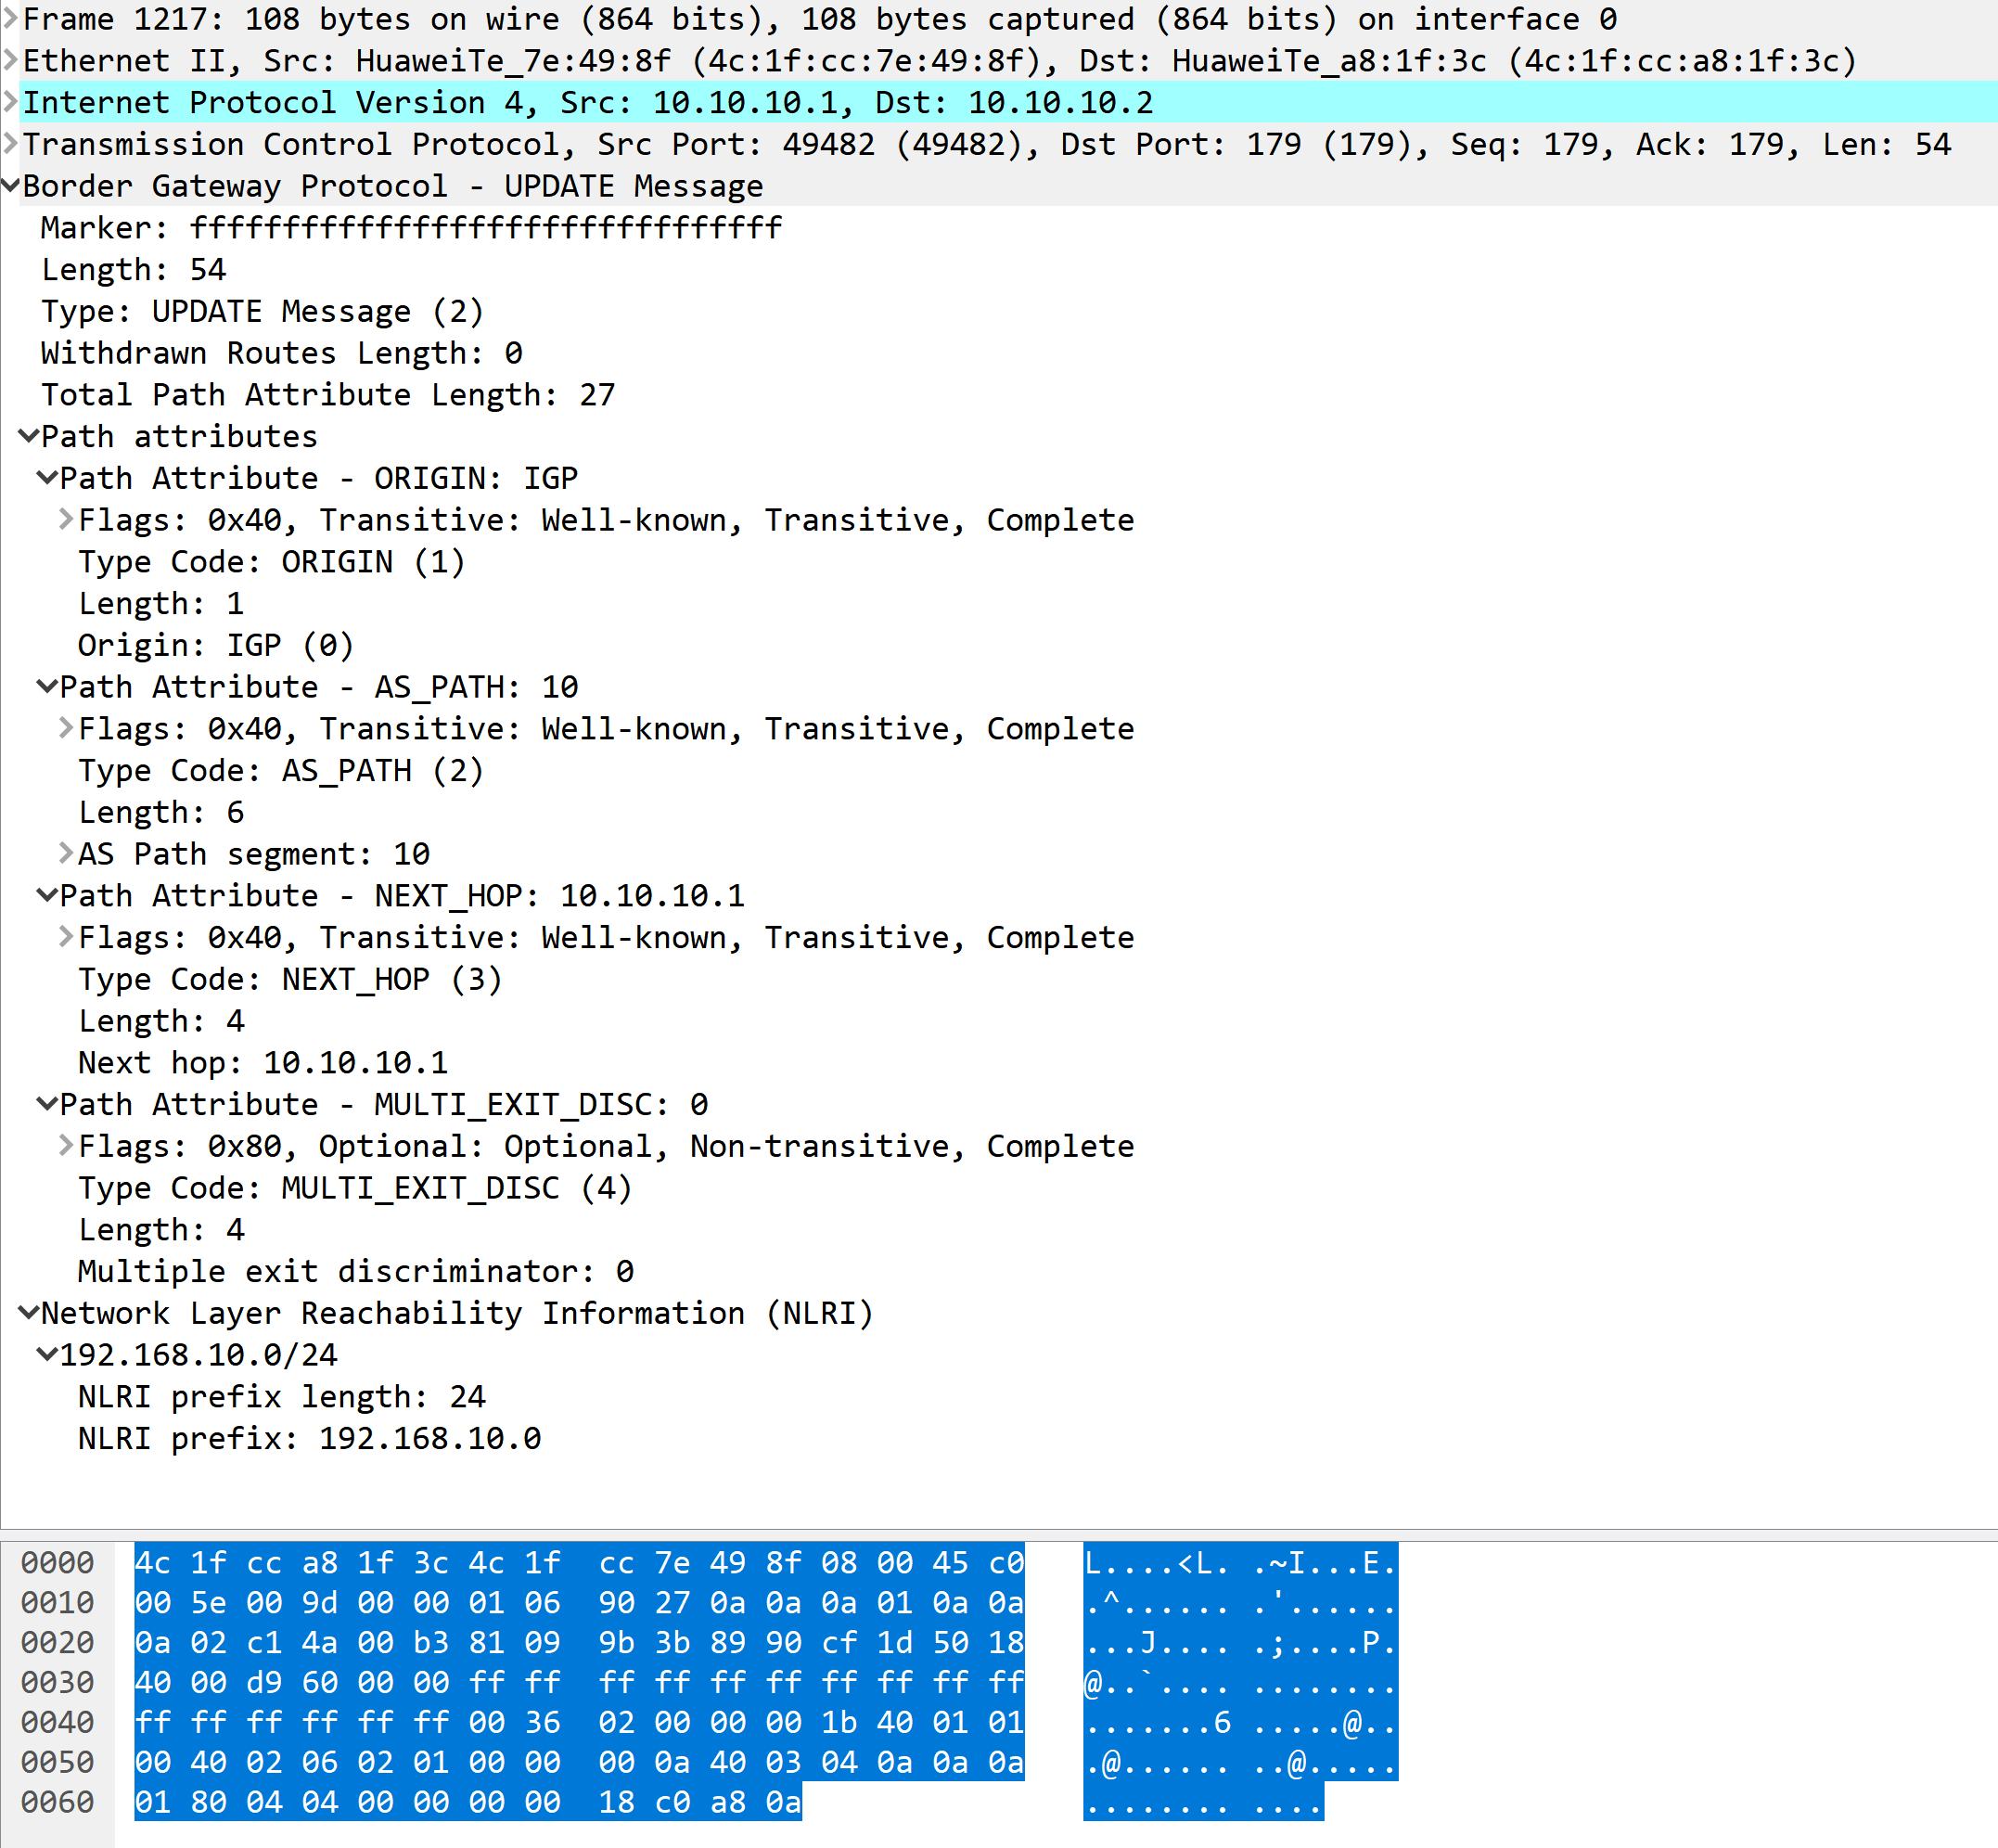 Frame 1217: 108 bytes on wire (864 bits), 108 bytes captured (864 bits) on interface 0
Ethernet II, Src: HuaweiTe_7e:49:8f (4c:1f:cc:7e:49:8f), Dst: HuaweiTe_a8:1f:3c (4c:1f:cc:a8:1f:3c)
Internet Protocol Version 4, Src: 10.10.10.1, Dst: 10.10.10.2
Transmission Control Protocol, Src Port: 49482 (49482), Dst Port: 179 (179), Seq: 179, Ack: 179, Len: 54
Border Gateway Protocol - UPDATE Message
Marker: ffffffffffffffffffffffffffffffff
Length: 54
Type: UPDATE Message (2)
Withdrawn Routes Length: 0
Total Path Attribute Length: 27
Path attributes
Path Attribute - ORIGIN: IGP
Flags: 0x40, Transitive: Well-known, Transitive, Complete
Type Code: ORIGIN (1)
Length: 1
Origin: IGP (0)
Path Attribute - AS_PATH: 10
Flags: 0x40, Transitive: Well-known, Transitive, Complete
Type Code: AS_PATH (2)
Length: 6
AS Path segment: 10
Path Attribute - NEXT_HOP: 10.10.10.1
Flags: 0x40, Transitive: Well-known, Transitive, Complete
Type Code: NEXT_HOP (3)
Length: 4
Next hop: 10.10.10.1
Path Attribute - MULTI_EXIT_DISC: 0
Flags: 0x80, Optional: Optional, Non-transitive, Complete
Type Code: MULTI_EXIT_DISC (4)
Length: 4
Multiple exit discriminator: 0
Network Layer Reachability Information (NLRI)
192.168.10.0/24
NLRI prefix length: 24
NLRI prefix: 192.168.10.0
0000 4c 1f cc a8 1f 3c 4c 1f cc 7e 49 8f 08 00 45 c0 L....<L. .~I...E.
0010 00 5e 00 9d 00 00 01 06 90 27 0a 0a 0a 01 0a 0a .^...... .'......
0020 0a 02 c1 4a 00 b3 81 09 9b 3b 89 90 cf 1d 50 18 ...J.... .;....P.
0030 40 00 d9 60 00 00 ff ff ff ff ff ff ff ff ff ff @..`.... ........
0040 ff ff ff ff ff ff 00 36 02 00 00 00 1b 40 01 01 .......6 .....@..
0050 00 40 02 06 02 01 00 00 00 0a 40 03 04 0a 0a 0a .@...... ..@.....
0060 01 80 04 04 00 00 00 00 18 c0 a8 0a ........ ....